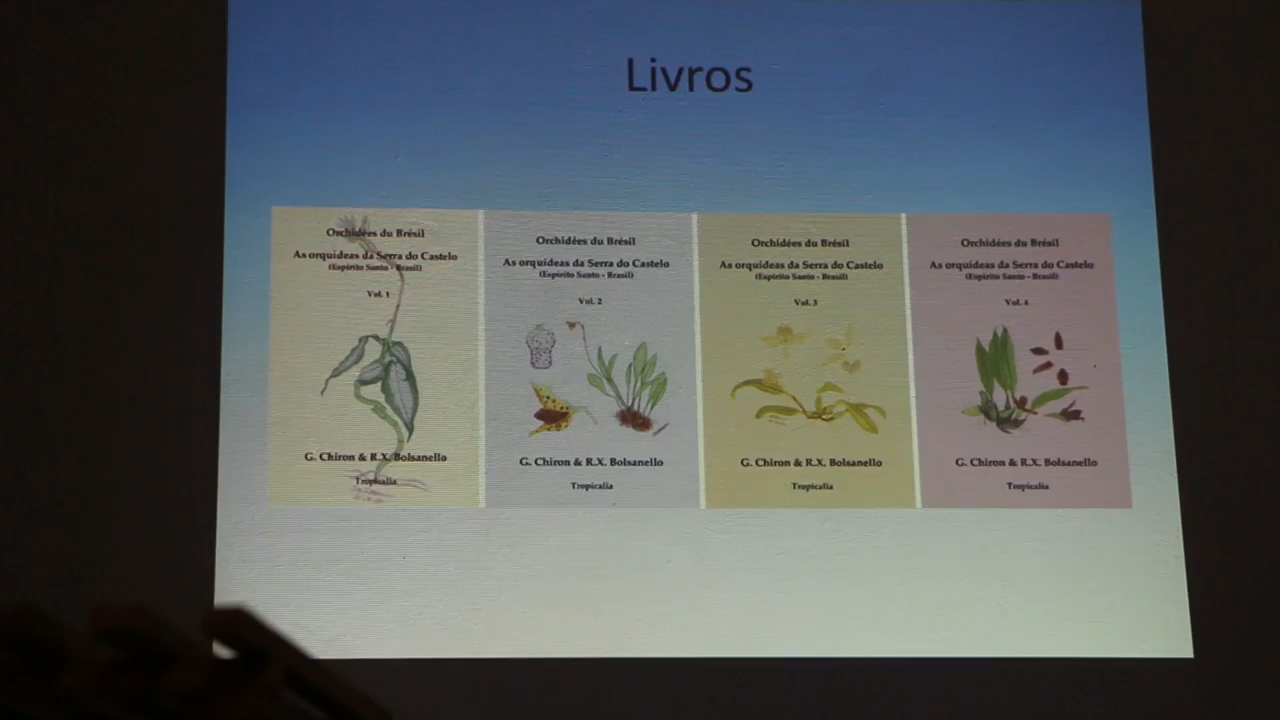 Livros
Orchidées du Brésil
As orquídeas da Serra do Castelo
(Espírito Santo - Brasil)
Vol. 1
G. Chiron & R.X. Bolsanello
Tropicalia
Orchidées du Brésil
As orquídeas da Serra do Castelo
(Espírito Santo - Brasil)
Vol. 2
G. Chiron & R.X. Bolsanello
Tropicalia
Orchidées du Brésil
As orquídeas da Serra do Castelo
(Espírito Santo - Brasil)
Vol. 3
G. Chiron & R.X. Bolsanello
Tropicalia
Orchidées du Brésil
As orquídeas da Serra do Castelo
(Espírito Santo - Brasil)
Vol. 4
G. Chiron & R.X. Bolsanello
Tropicalia